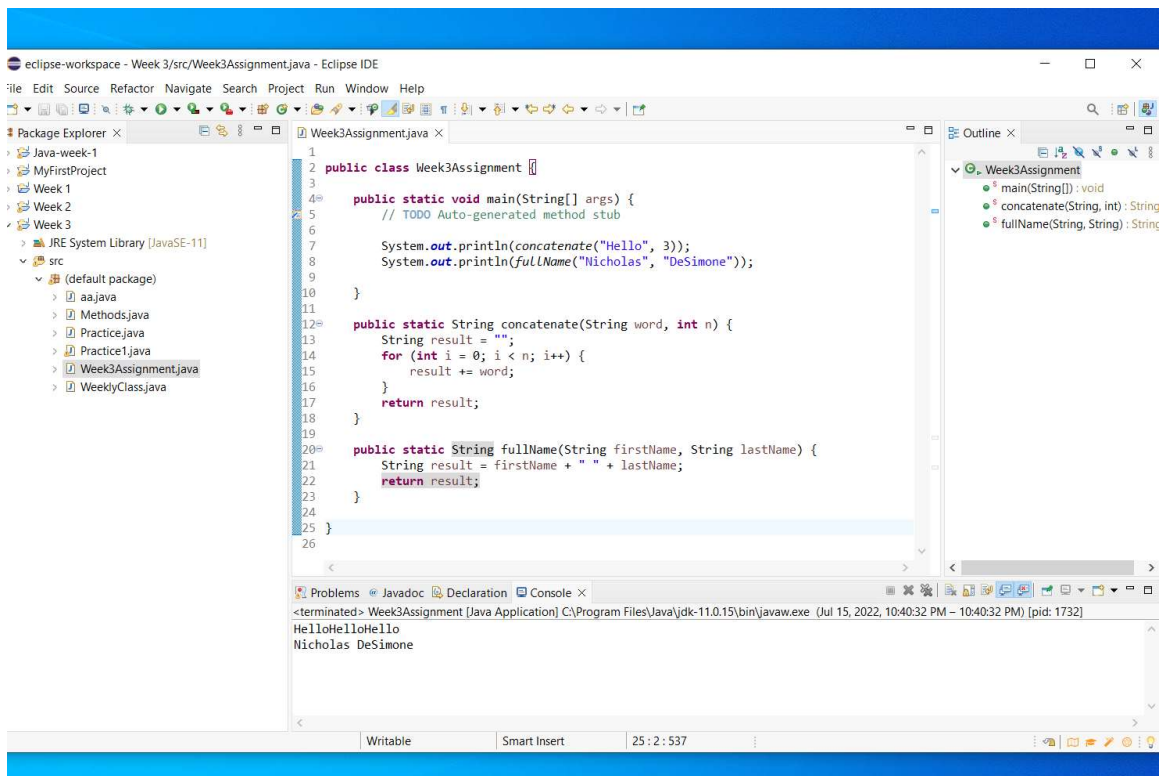 eclipse-workspace - Week 3/src/Week3Assignment.java - Eclipse IDE
File Edit Source Refactor Navigate Search Project Run Window Help
Package Explorer
Java-week-1
MyFirstProject
Week 1
Week 2
Week 3
JRE System Library [JavaSE-11]
src
(default package)
aa.java
Methods.java
Practice.java
Practice1.java
Week3Assignment.java
WeeklyClass.java
Week3Assignment.java
1
2 public class Week3Assignment {
3
4 public static void main(String[] args) {
5 // TODO Auto-generated method stub
6
7 System.out.println(concatenate("Hello", 3));
8 System.out.println(fullName("Nicholas", "DeSimone"));
9
10 }
11
12 public static String concatenate(String word, int n) {
13 String result = "";
14 for (int i = 0; i < n; i++) {
15 result += word;
16 }
17 return result;
18 }
19
20 public static String fullName(String firstName, String lastName) {
21 String result = firstName + " " + lastName;
22 return result;
23 }
24
25 }
26
Outline
Week3Assignment
main(String[]) : void
concatenate(String, int) : String
fullName(String, String) : String
Problems Javadoc Declaration Console
<terminated> Week3Assignment [Java Application] C:\Program Files\Java\jdk-11.0.15\bin\javaw.exe (Jul 15, 2022, 10:40:32 PM – 10:40:32 PM) [pid: 1732]
HelloHelloHello
Nicholas DeSimone
Writable Smart Insert 25 : 2 : 537